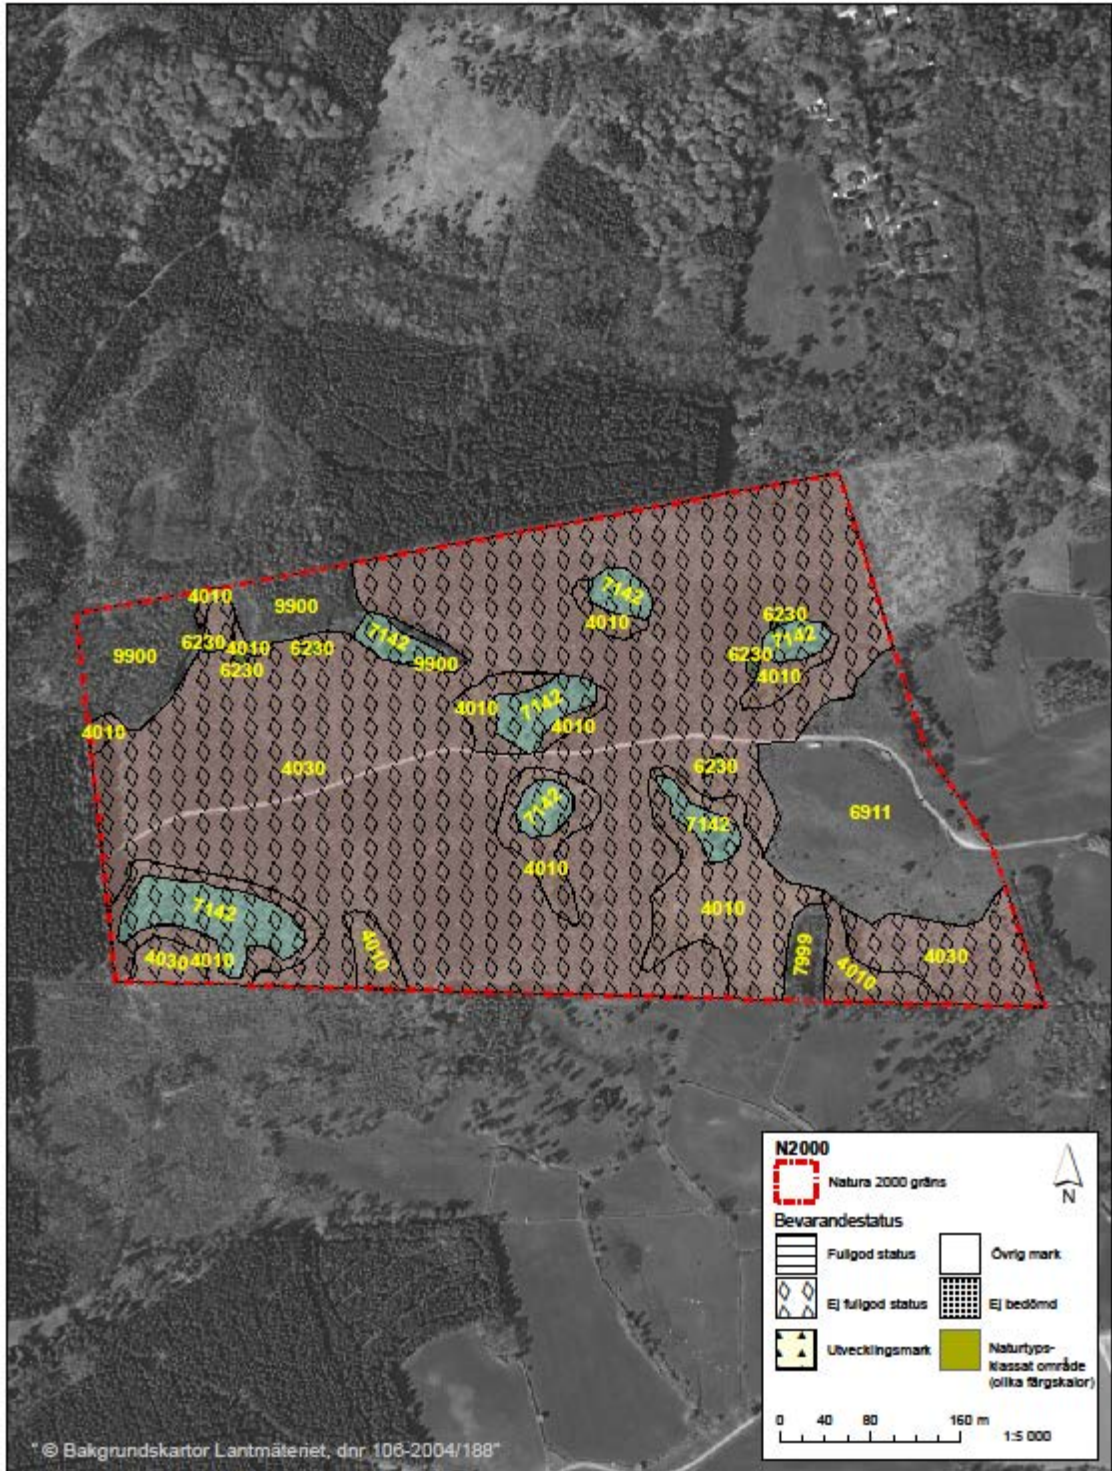 7142
4010
6230
4010
9900
7142
6230
4010
6230
6230
7142
9900
6230
9900
4010
7142
4010
4010
4010
4030
6230
7142
6911
7142
4010
7142
4010
4030
4010
4010
7999
4010
4030
N2000
Natura 2000 gräns
N
Bevarandestatus
Fullgod status
Övrig mark
Ej fullgod status
Ej bedömd
Utvecklingsmark
Naturtyps-
klassat område
(olika färgskalor)
0 40 80 160 m
1:5 000
" © Bakgrundskartor Lantmäteriet, dnr 106-2004/188"